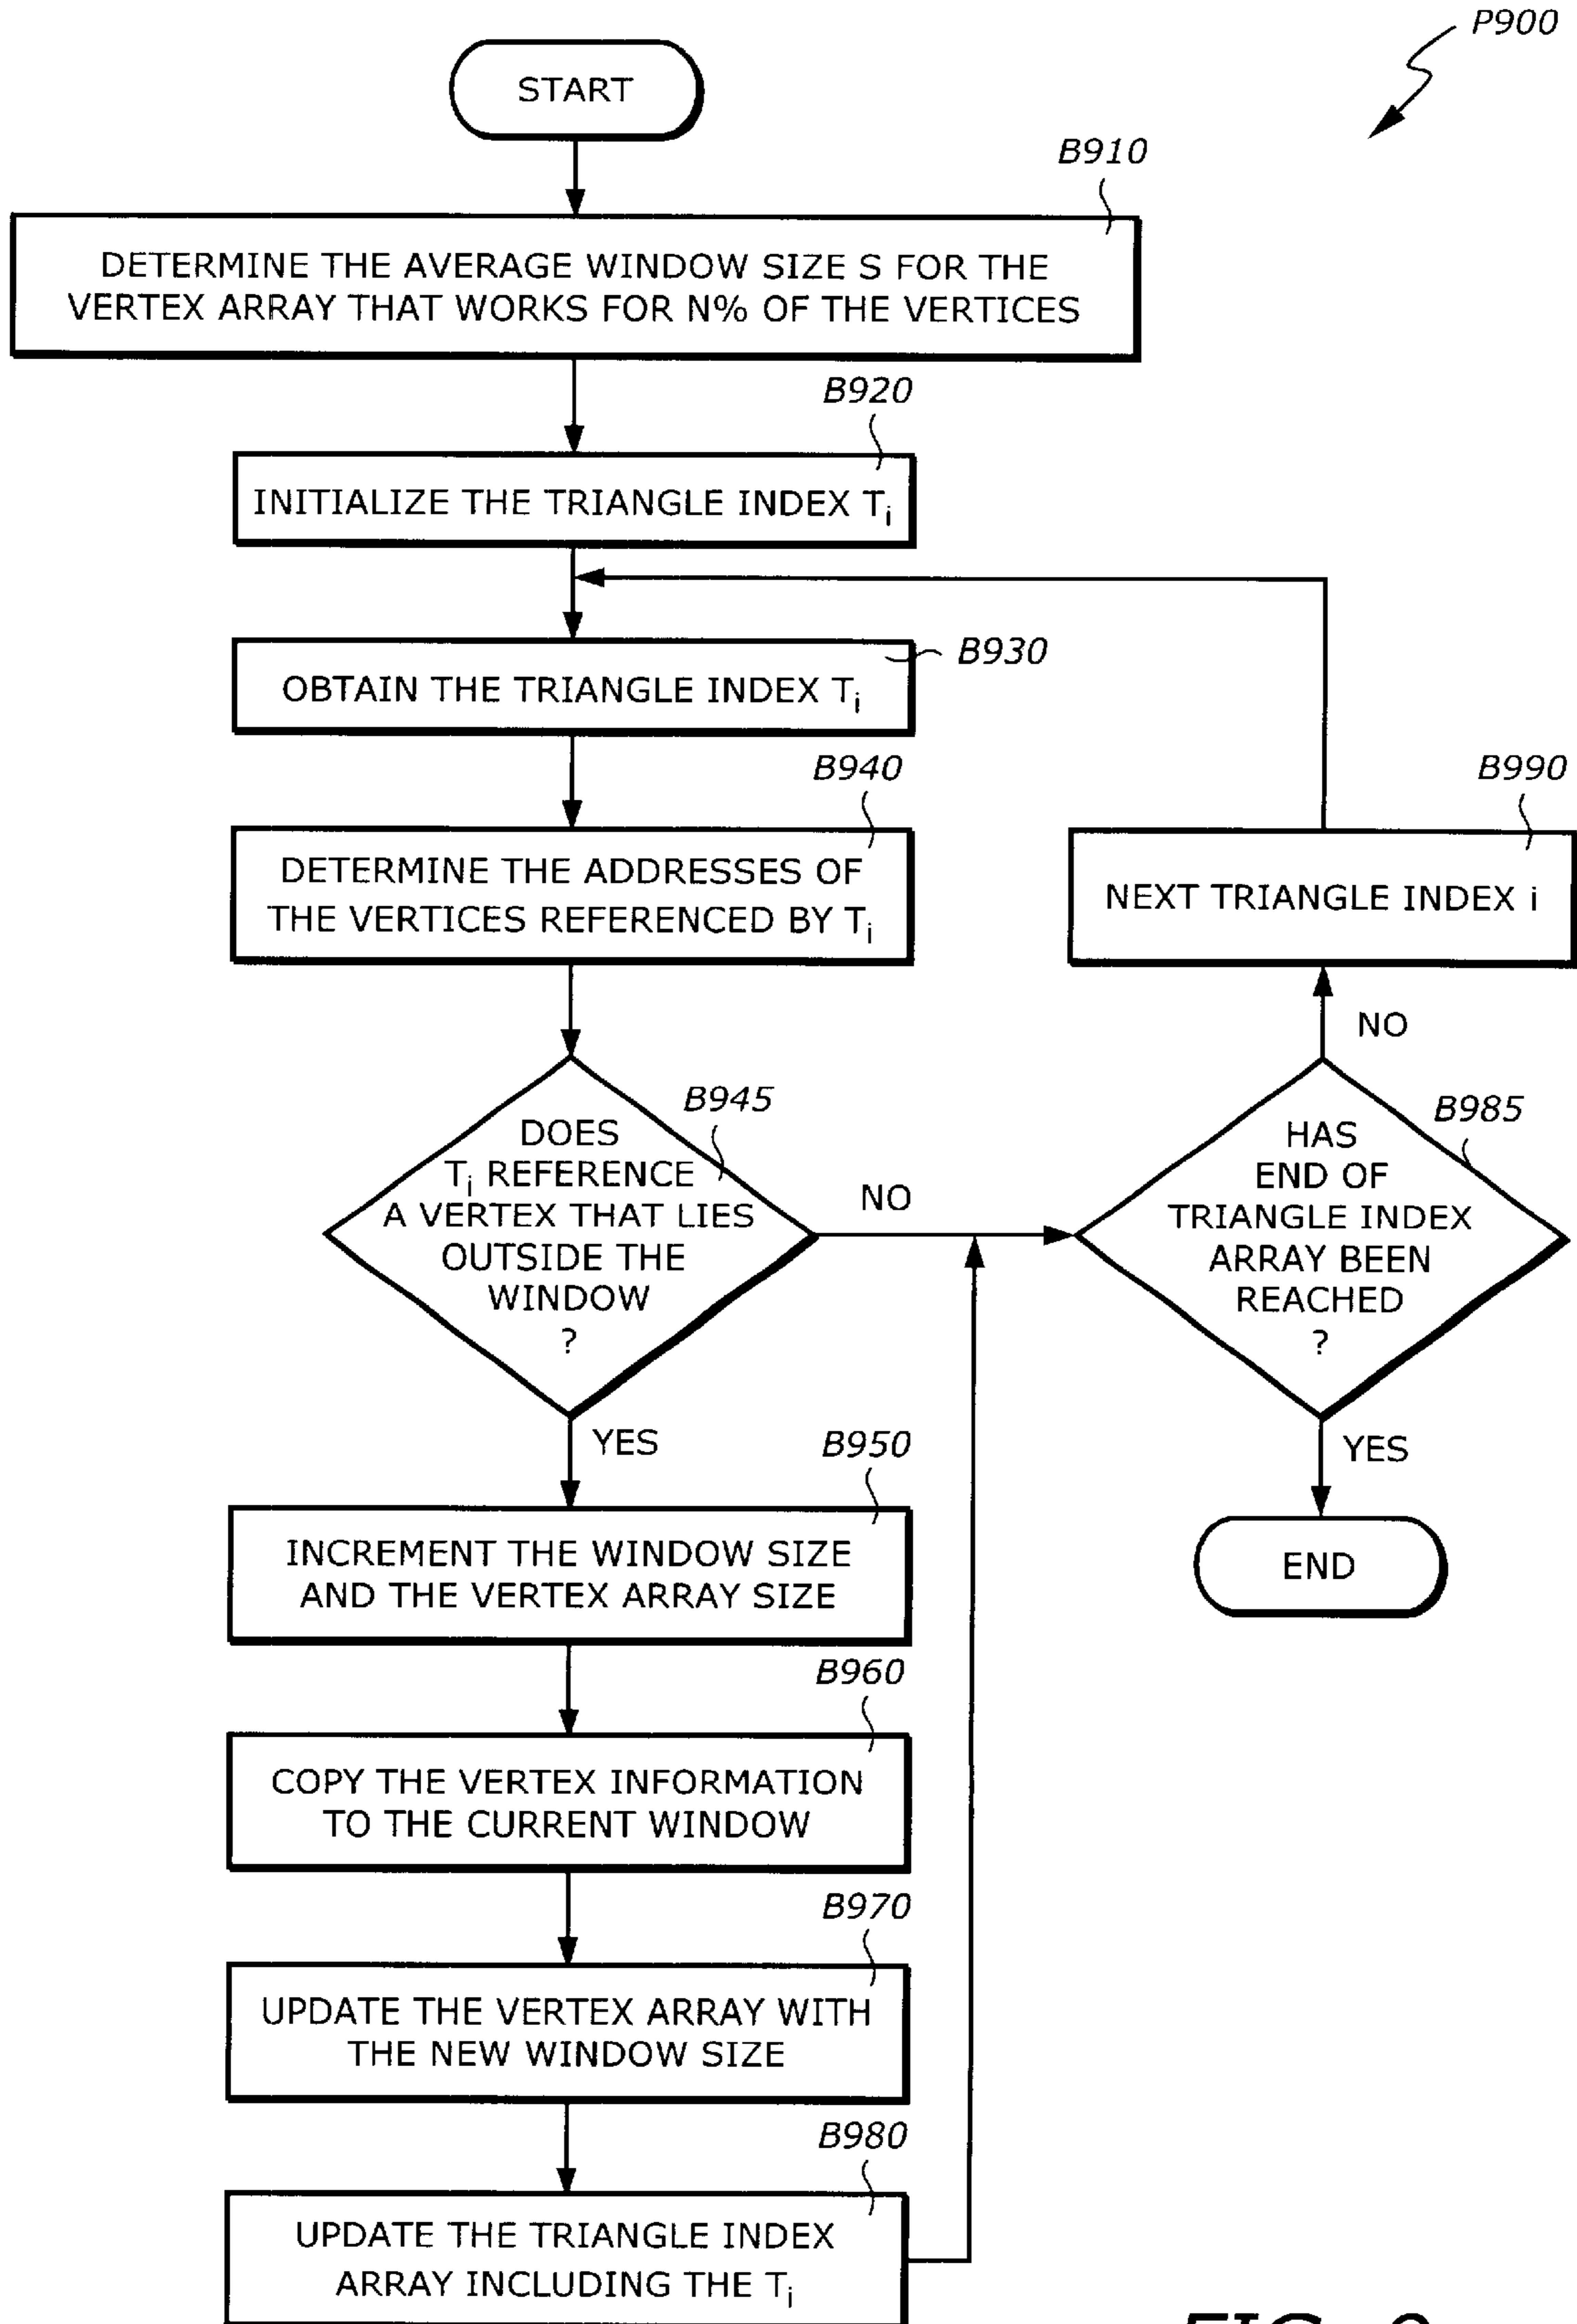 P900
START
B910
DETERMINE THE AVERAGE WINDOW SIZE S FOR THE
VERTEX ARRAY THAT WORKS FOR N% OF THE VERTICES
B920
INITIALIZE THE TRIANGLE INDEX Ti
B930
OBTAIN THE TRIANGLE INDEX Ti
B940
DETERMINE THE ADDRESSES OF
THE VERTICES REFERENCED BY Ti
B990
NEXT TRIANGLE INDEX i
NO
B945
DOES
Ti REFERENCE
A VERTEX THAT LIES
OUTSIDE THE
WINDOW
?
NO
B985
HAS
END OF
TRIANGLE INDEX
ARRAY BEEN
REACHED
?
YES
YES
END
B950
INCREMENT THE WINDOW SIZE
AND THE VERTEX ARRAY SIZE
B960
COPY THE VERTEX INFORMATION
TO THE CURRENT WINDOW
B970
UPDATE THE VERTEX ARRAY WITH
THE NEW WINDOW SIZE
B980
UPDATE THE TRIANGLE INDEX
ARRAY INCLUDING THE Ti